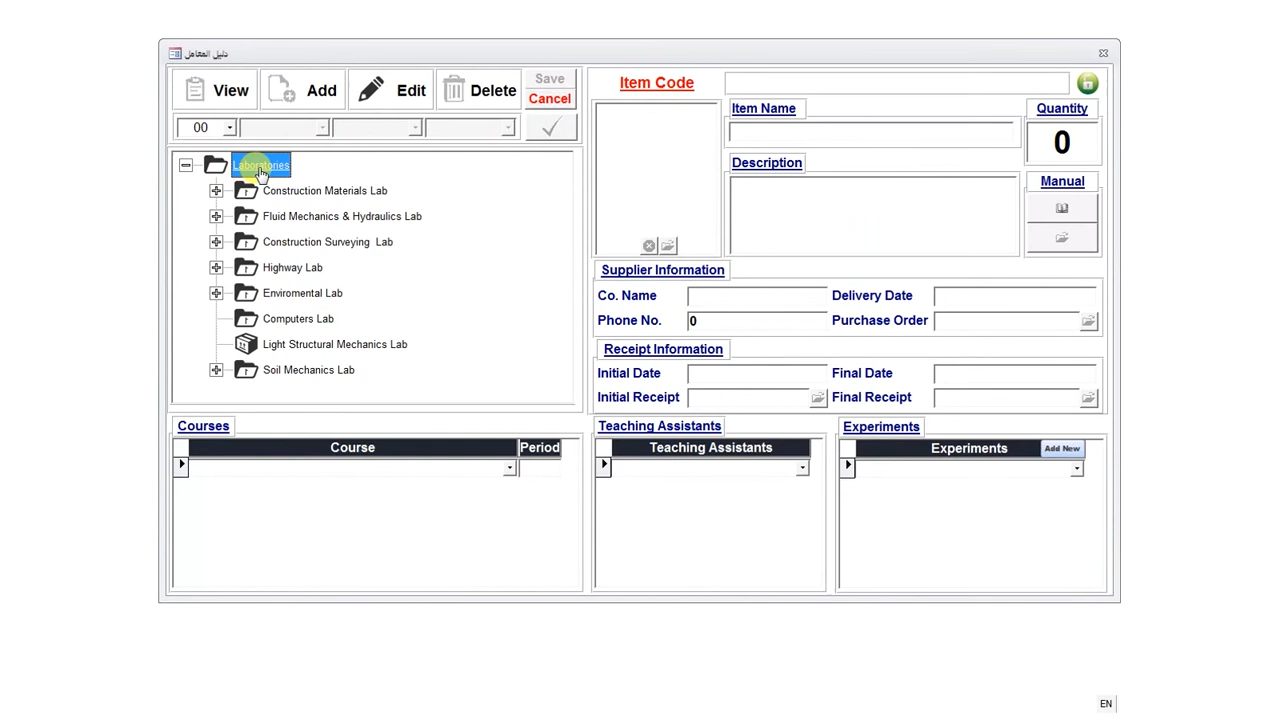 دليل المعامل
View
Add
Edit
Delete
Save
Cancel
00
Laboratories
Construction Materials Lab
Fluid Mechanics & Hydraulics Lab
Construction Surveying Lab
Highway Lab
Enviromental Lab
Computers Lab
Light Structural Mechanics Lab
Soil Mechanics Lab
Item Code
Item Name
Quantity
0
Description
Manual
Supplier Information
Co. Name
Delivery Date
Phone No.
0
Purchase Order
Receipt Information
Initial Date
Final Date
Initial Receipt
Final Receipt
Courses
Course
Period
Teaching Assistants
Teaching Assistants
Experiments
Experiments
Add New
EN